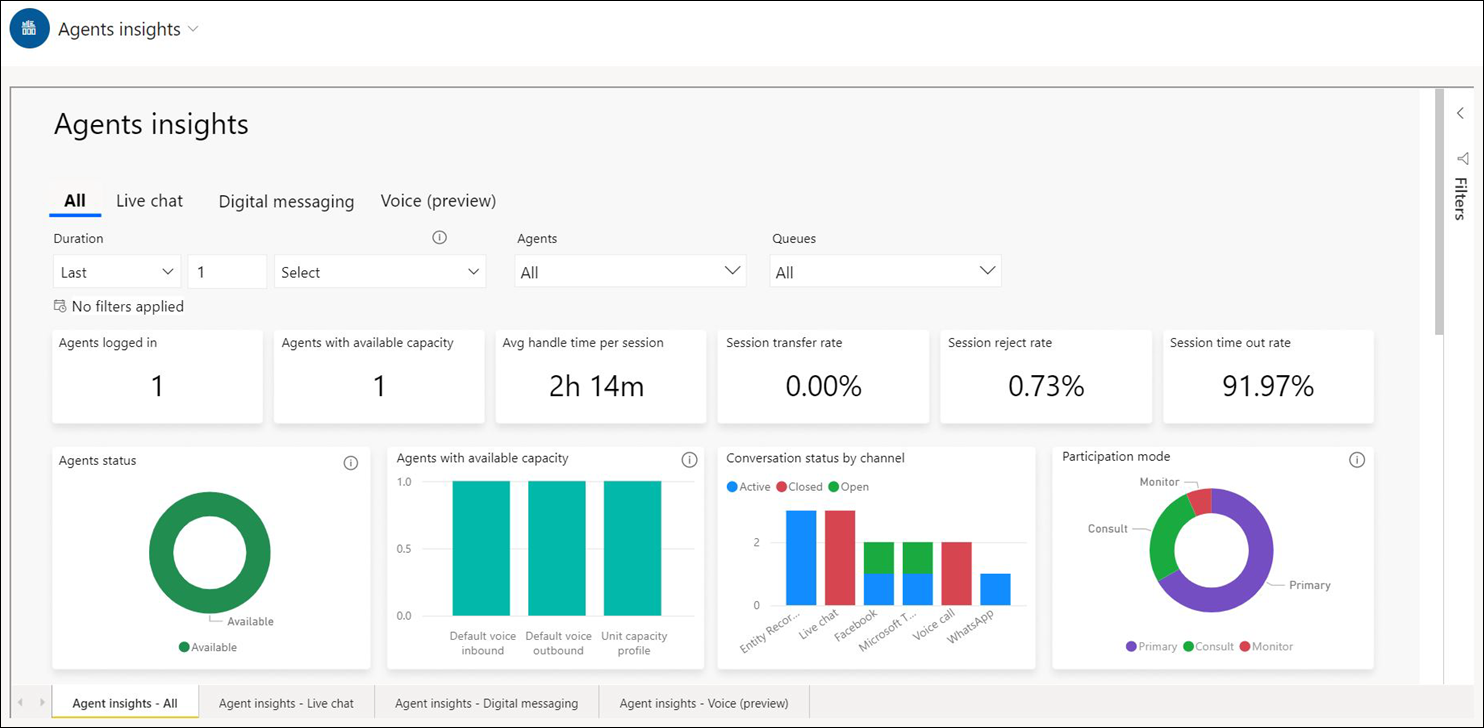 Agents insights
Agents insights
All Live chat Digital messaging Voice (preview)
Duration Agents Queues
Last 1 Select All All
No filters applied
Filters
Agents logged in
1
Agents with available capacity
1
Avg handle time per session
2h 14m
Session transfer rate
0.00%
Session reject rate
0.73%
Session time out rate
91.97%
Agents status
Available
Available
Agents with available capacity
1.0
0.5
0.0
Default voice inbound
Default voice outbound
Unit capacity profile
Conversation status by channel
Active Closed Open
2
0
Entity Recor...
Live chat
Facebook
Microsoft T...
Voice call
WhatsApp
Participation mode
Monitor
Consult
Primary
Primary Consult Monitor
Agent insights - All Agent insights - Live chat Agent insights - Digital messaging Agent insights - Voice (preview)